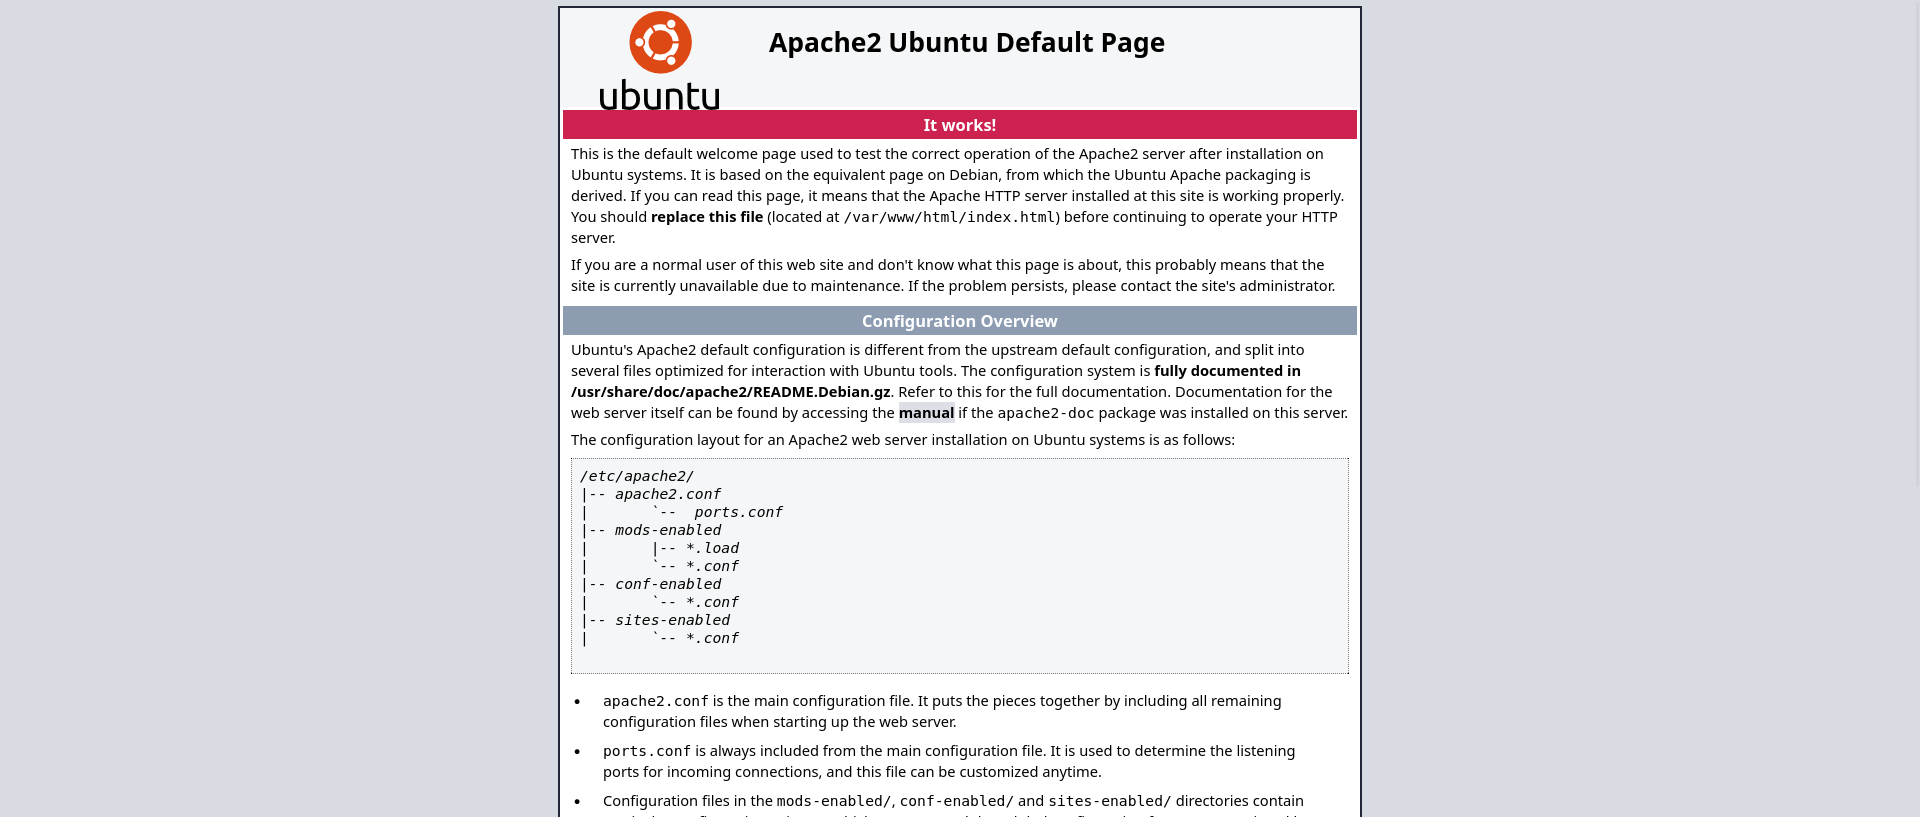 ubuntu
Apache2 Ubuntu Default Page
It works!
This is the default welcome page used to test the correct operation of the Apache2 server after installation on
Ubuntu systems. It is based on the equivalent page on Debian, from which the Ubuntu Apache packaging is
derived. If you can read this page, it means that the Apache HTTP server installed at this site is working properly.
You should replace this file (located at /var/www/html/index.html) before continuing to operate your HTTP
server.
If you are a normal user of this web site and don't know what this page is about, this probably means that the
site is currently unavailable due to maintenance. If the problem persists, please contact the site's administrator.
Configuration Overview
Ubuntu's Apache2 default configuration is different from the upstream default configuration, and split into
several files optimized for interaction with Ubuntu tools. The configuration system is fully documented in
/usr/share/doc/apache2/README.Debian.gz. Refer to this for the full documentation. Documentation for the
web server itself can be found by accessing the manual if the apache2-doc package was installed on this server.
The configuration layout for an Apache2 web server installation on Ubuntu systems is as follows:
/etc/apache2/
|-- apache2.conf
|       `--  ports.conf
|-- mods-enabled
|       |-- *.load
|       `-- *.conf
|-- conf-enabled
|       `-- *.conf
|-- sites-enabled
|       `-- *.conf
• apache2.conf is the main configuration file. It puts the pieces together by including all remaining
configuration files when starting up the web server.
• ports.conf is always included from the main configuration file. It is used to determine the listening
ports for incoming connections, and this file can be customized anytime.
• Configuration files in the mods-enabled/, conf-enabled/ and sites-enabled/ directories contain